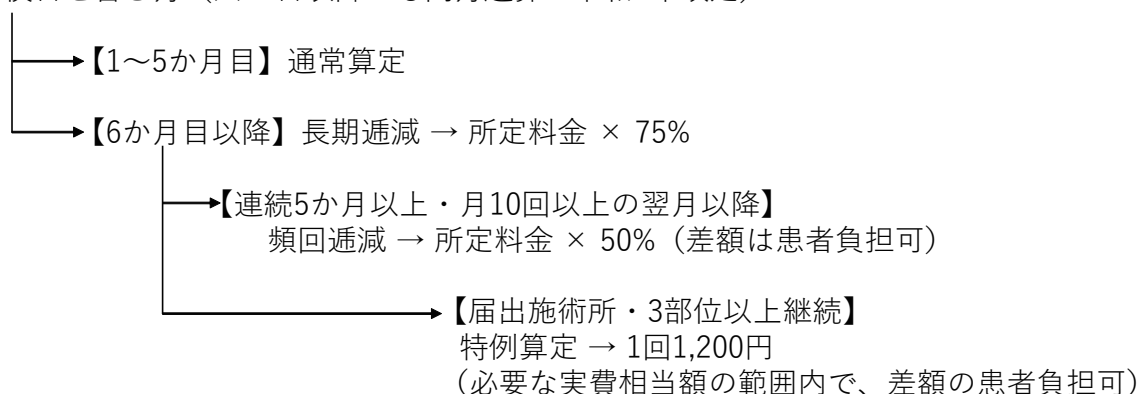 【1～5か月目】通常算定
【6か月目以降】長期逓減 → 所定料金 × 75%
【連続5か月以上・月10回以上の翌月以降】
頻回逓減 → 所定料金 × 50%（差額は患者負担可）
【届出施術所・3部位以上継続】
特例算定 → 1回1,200円
（必要な実費相当額の範囲内で、差額の患者負担可）